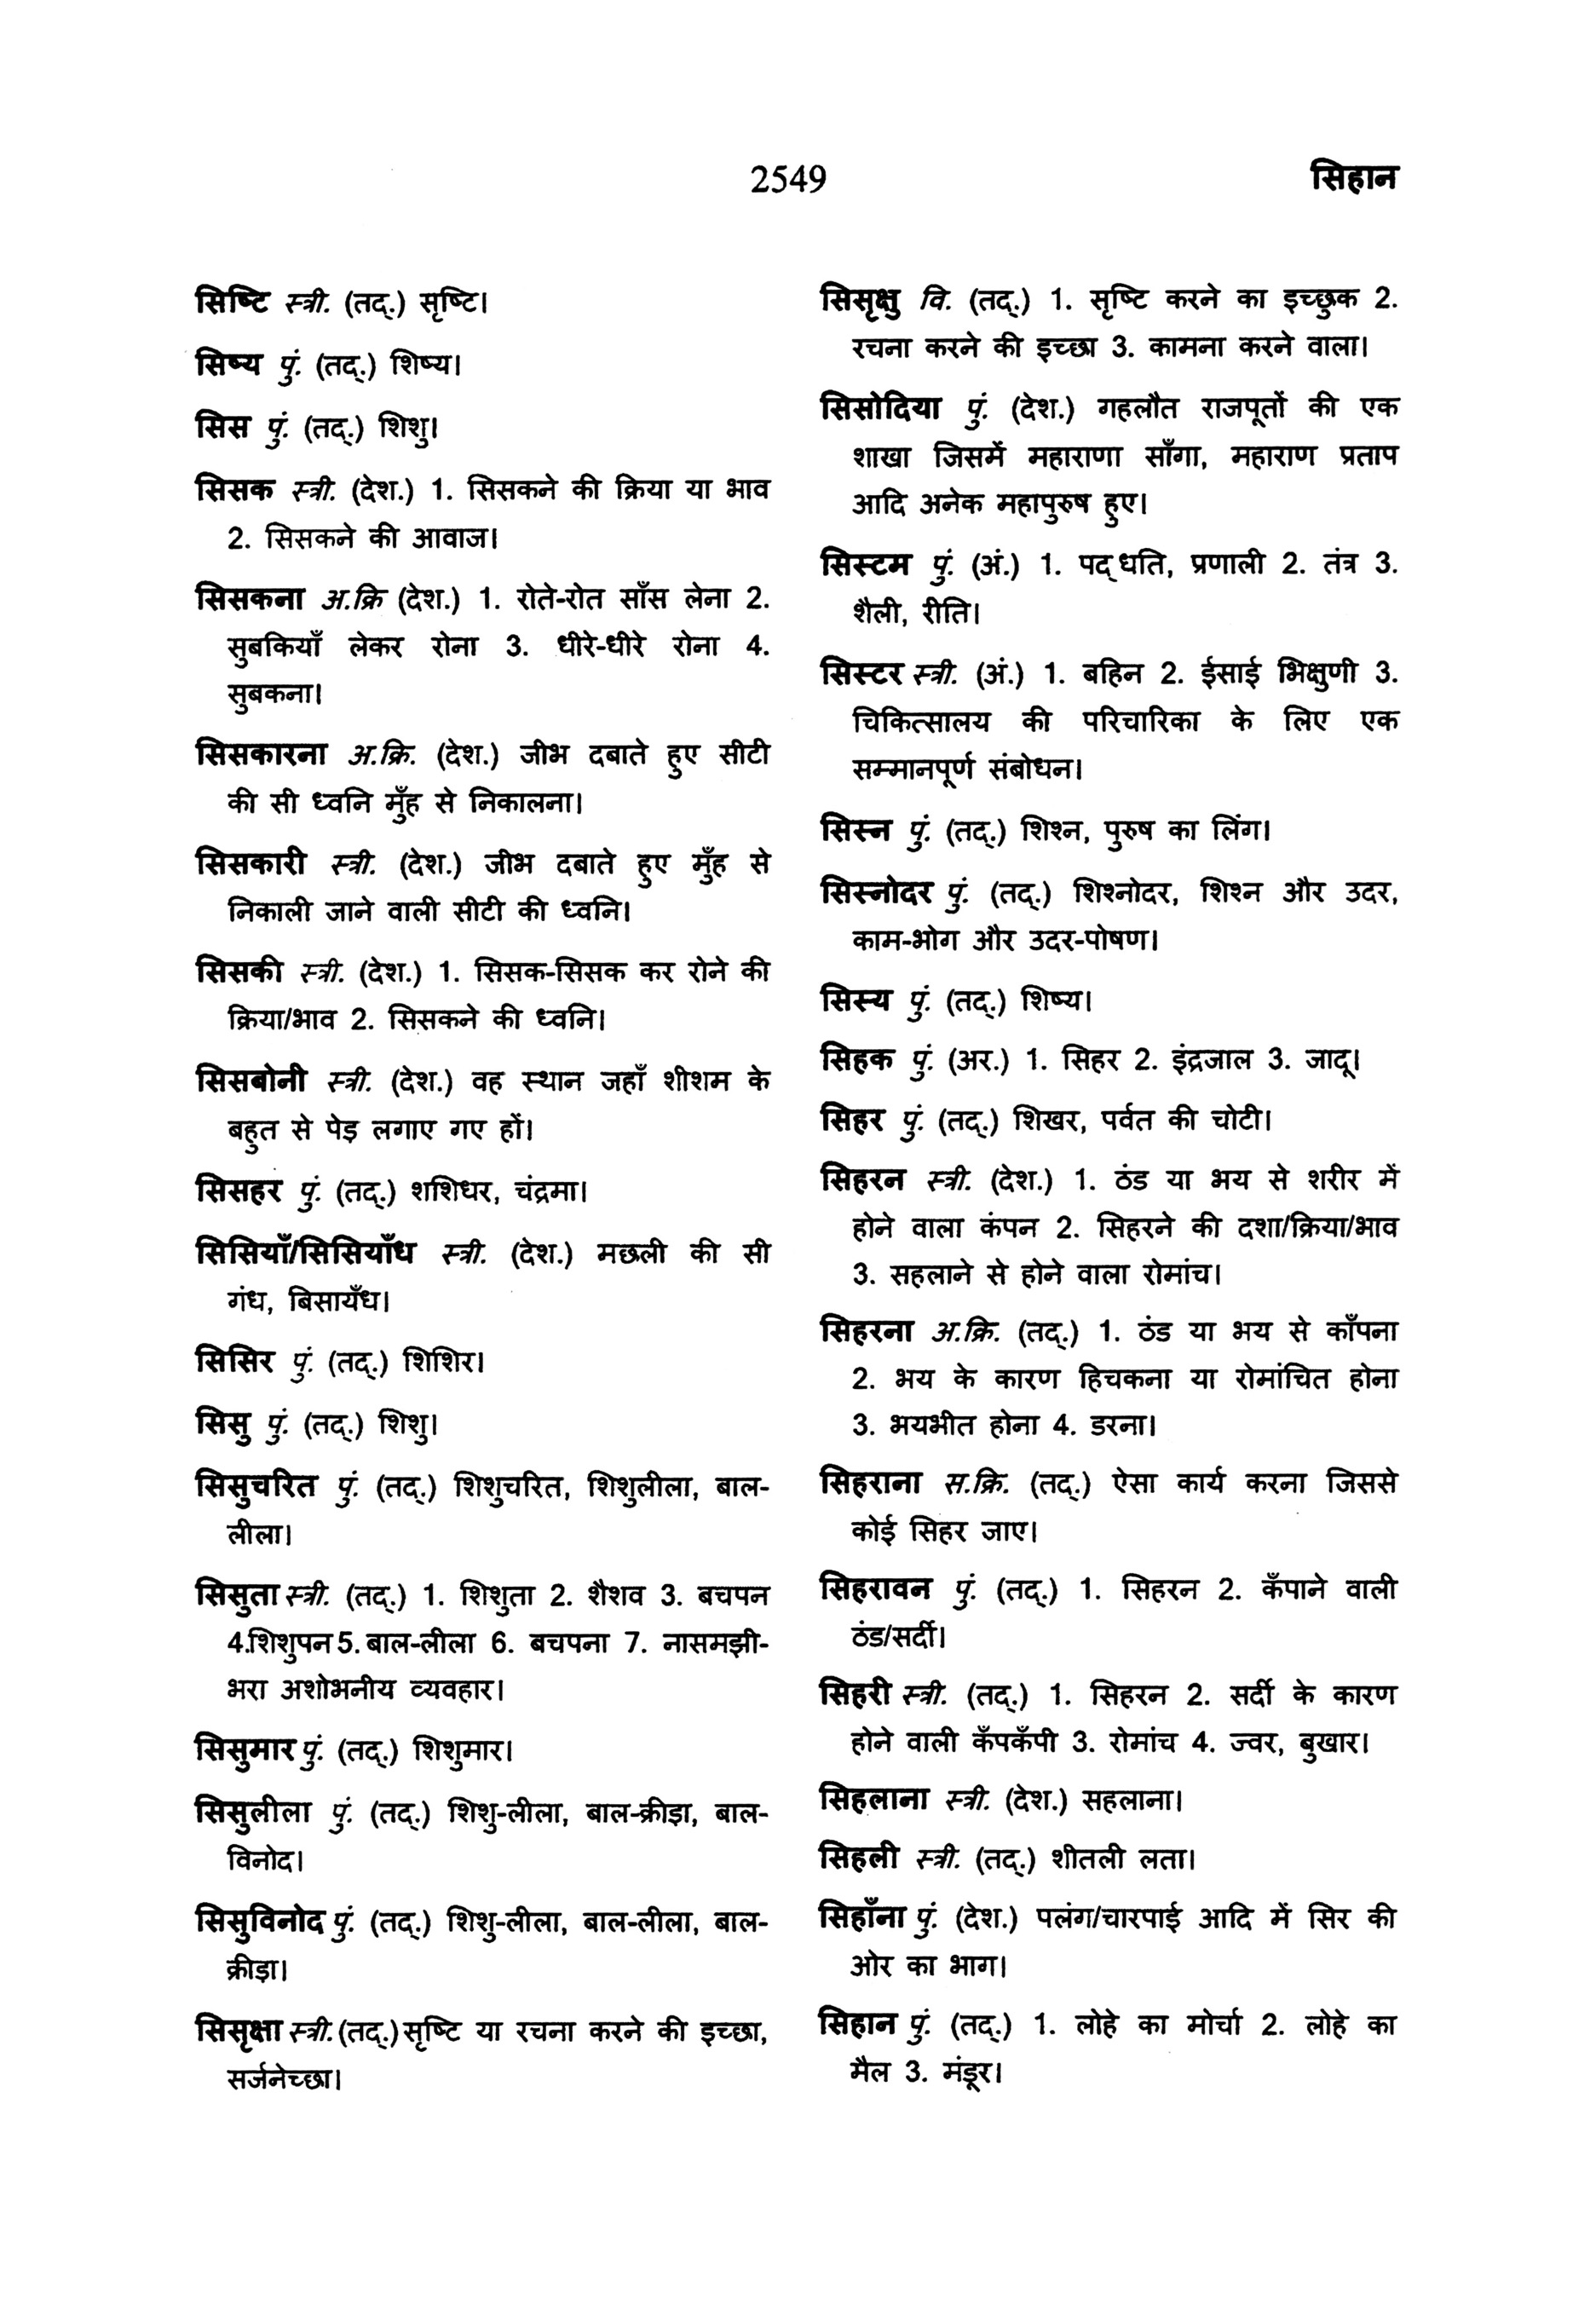 2549
सिहान
सिष्टि स्त्री. (तद्.) सृष्टि।
सिष्य पुं. (तद्.) शिष्य।
सिस पुं. (तद्.) शिशु।
सिसक स्त्री. (देश.) 1. सिसकने की क्रिया या भाव
2. सिसकने की आवाज।
सिसकना अ.क्रि (देश.) 1. रोते-रोत साँस लेना 2.
सुबकियाँ लेकर रोना 3. धीरे-धीरे रोना 4.
सुबकना।
सिसकारना अ.क्रि. (देश.) जीभ दबाते हुए सीटी
की सी ध्वनि मुँह से निकालना।
सिसकारी स्त्री. (देश.) जीभ दबाते हुए मुँह से
निकाली जाने वाली सीटी की ध्वनि।
सिसकी स्त्री. (देश.) 1. सिसक-सिसक कर रोने की
क्रिया/भाव 2. सिसकने की ध्वनि।
सिसबोनी स्त्री. (देश.) वह स्थान जहाँ शीशम के
बहुत से पेड़ लगाए गए हों।
सिसहर पुं. (तद्.) शशिधर, चंद्रमा।
सिसियाँ/सिसियाँध स्त्री. (देश.) मछली की सी
गंध, बिसायँध।
सिसिर पुं. (तद्.) शिशिर।
सिसु पुं. (तद्.) शिशु।
सिसुचरित पुं. (तद्.) शिशुचरित, शिशुलीला, बाल-
लीला।
सिसुता स्त्री. (तद्.) 1. शिशुता 2. शैशव 3. बचपन
4.शिशुपन 5. बाल-लीला 6. बचपना 7. नासमझी-
भरा अशोभनीय व्यवहार।
सिसुमार पुं. (तद्.) शिशुमार।
सिसुलीला पुं. (तद्.) शिशु-लीला, बाल-क्रीड़ा, बाल-
विनोद।
सिसुविनोद पुं. (तद्.) शिशु-लीला, बाल-लीला, बाल-
क्रीड़ा।
सिसृक्षा स्त्री. (तद्.) सृष्टि या रचना करने की इच्छा,
सर्जनेच्छा।
सिसृक्षु वि. (तद्.) 1. सृष्टि करने का इच्छुक 2.
रचना करने की इच्छा 3. कामना करने वाला।
सिसोदिया पुं. (देश.) गहलौत राजपूतों की एक
शाखा जिसमें महाराणा साँगा, महाराण प्रताप
आदि अनेक महापुरुष हुए।
सिस्टम पुं. (अं.) 1. पद्धति, प्रणाली 2. तंत्र 3.
शैली, रीति।
सिस्टर स्त्री. (अं.) 1. बहिन 2. ईसाई भिक्षुणी 3.
चिकित्सालय की परिचारिका के लिए एक
सम्मानपूर्ण संबोधन।
सिस्न पुं. (तद्.) शिश्न, पुरुष का लिंग।
सिस्नोदर पुं. (तद्.) शिश्नोदर, शिश्न और उदर,
काम-भोग और उदर-पोषण।
सिस्य पुं. (तद्.) शिष्य।
सिहक पुं. (अर.) 1. सिहर 2. इंद्रजाल 3. जादू।
सिहर पुं. (तद्.) शिखर, पर्वत की चोटी।
सिहरन स्त्री. (देश.) 1. ठंड या भय से शरीर में
होने वाला कंपन 2. सिहरने की दशा/क्रिया/भाव
3. सहलाने से होने वाला रोमांच।
सिहरना अ.क्रि. (तद्.) 1. ठंड या भय से काँपना
2. भय के कारण हिचकना या रोमांचित होना
3. भयभीत होना 4. डरना।
सिहराना स.क्रि. (तद्.) ऐसा कार्य करना जिससे
कोई सिहर जाए।
सिहरावन पुं. (तद्.) 1. सिहरन 2. कँपाने वाली
ठंड/सर्दी।
सिहरी स्त्री. (तद्.) 1. सिहरन 2. सर्दी के कारण
होने वाली कँपकँपी 3. रोमांच 4. ज्वर, बुखार।
सिहलाना स्त्री. (देश.) सहलाना।
सिहली स्त्री. (तद्.) शीतली लता।
सिहाँना पुं. (देश.) पलंग/चारपाई आदि में सिर की
ओर का भाग।
सिहान पुं. (तद्.) 1. लोहे का मोर्चा 2. लोहे का
मैल 3. मंडूर।